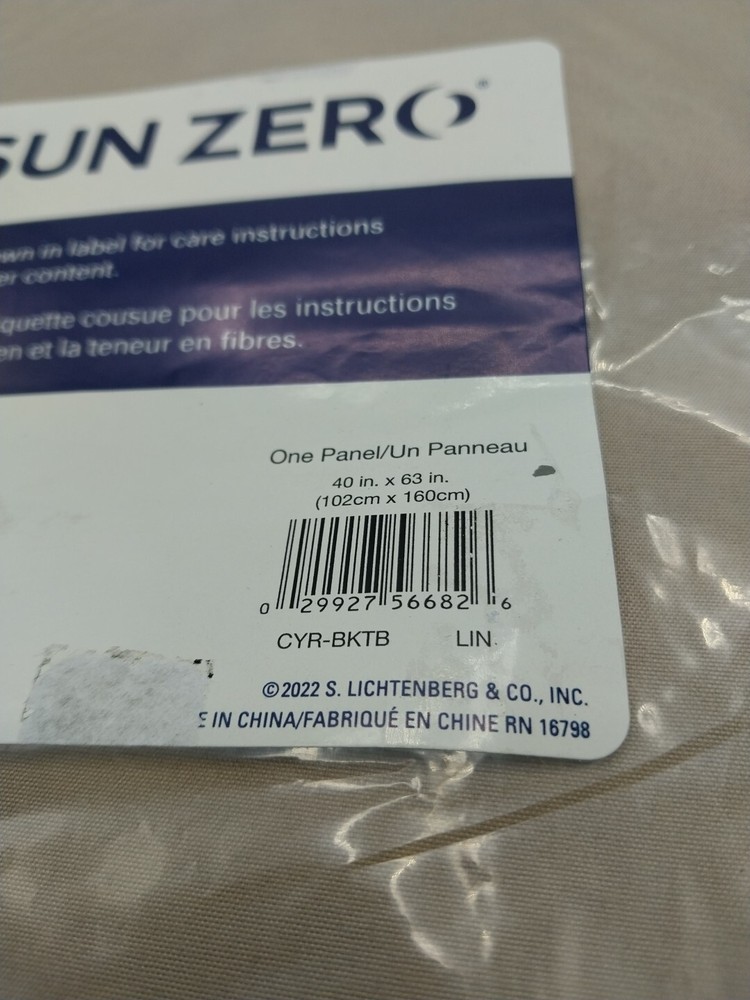 SUN ZERO®
wn in label for care instructions
er content.
quette cousue pour les instructions
en et la teneur en fibres.
One Panel/Un Panneau
40 in. x 63 in.
(102cm x 160cm)
0 29927 56682 6
CYR-BKTB LIN
©2022 S. LICHTENBERG & CO., INC.
E IN CHINA/FABRIQUÉ EN CHINE RN 16798